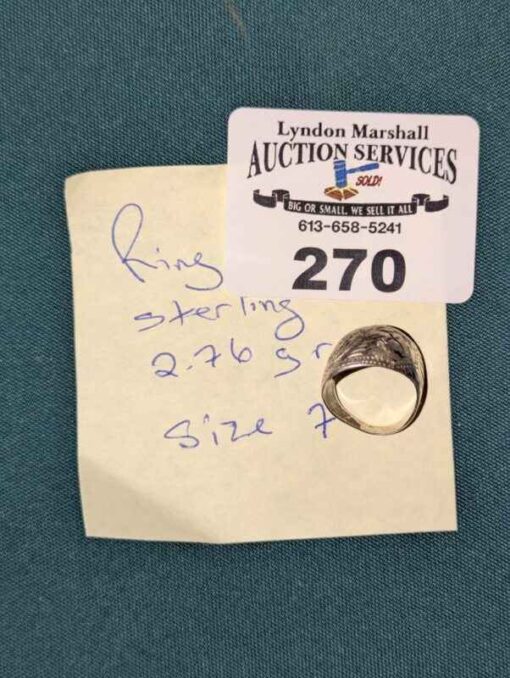 Lyndon Marshall
AUCTION SERVICES
SOLD!
BIG OR SMALL, WE SELL IT ALL
613-658-5241
270
Ring
sterling
2.76 gr
size 7